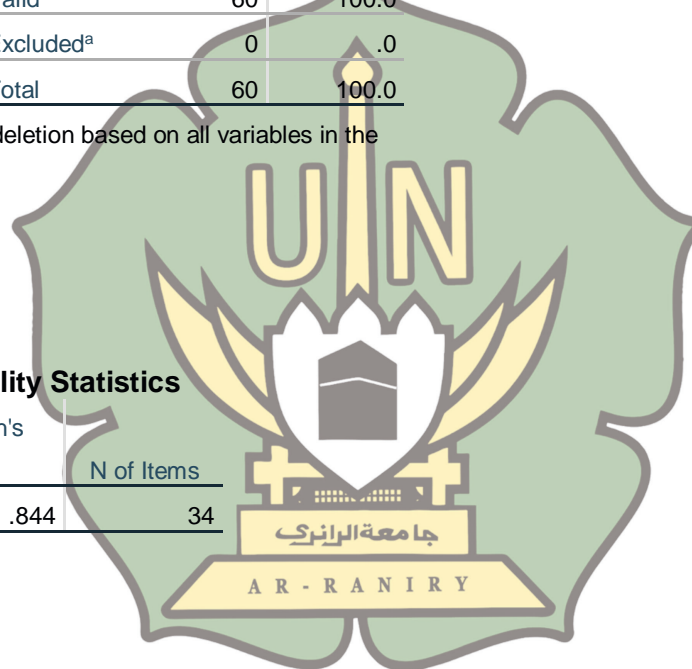 alid 60 100.0
xcludedᵃ 0 .0
otal 60 100.0
deletion based on all variables in the
UIN
lity Statistics
n's
N of Items
.844 34
جامعة الرانري
AR-RANIRY